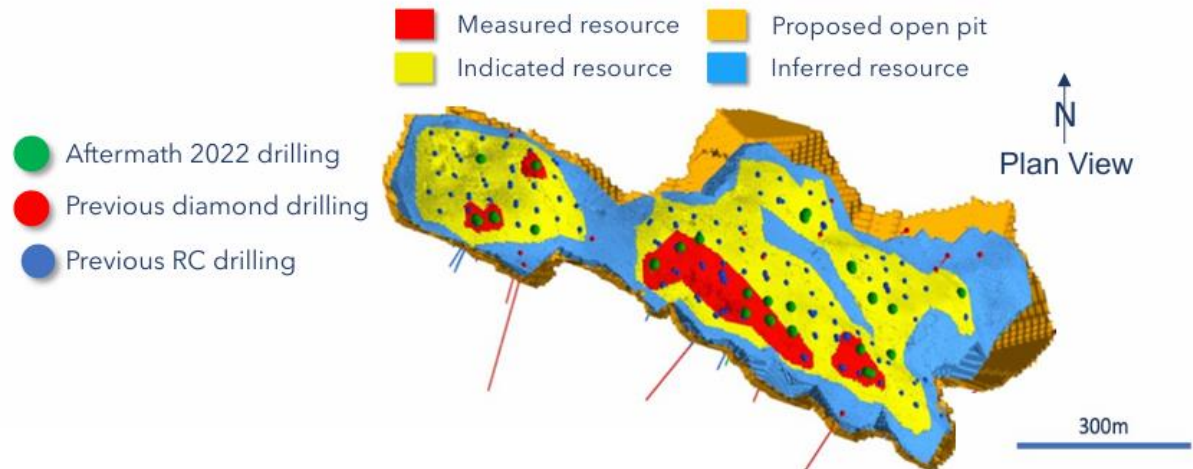 Measured resource
Proposed open pit
Indicated resource
Inferred resource
Aftermath 2022 drilling
Previous diamond drilling
Previous RC drilling
N
Plan View
300m